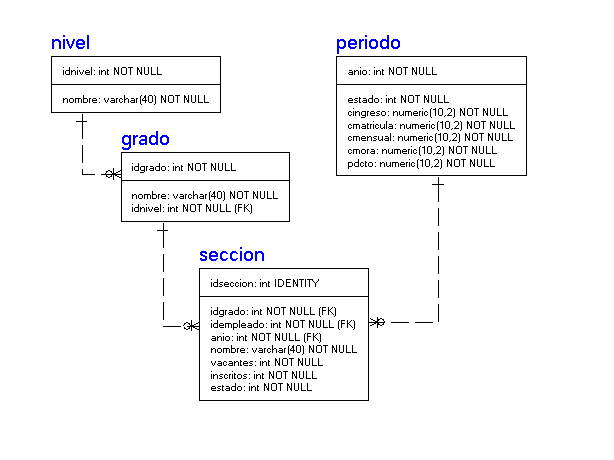 nivel
idnivel: int NOT NULL
nombre: varchar(40) NOT NULL
periodo
anio: int NOT NULL
estado: int NOT NULL
cingreso: numeric(10,2) NOT NULL
cmatricula: numeric(10,2) NOT NULL
cmensual: numeric(10,2) NOT NULL
cmora: numeric(10,2) NOT NULL
pdcto: numeric(10,2) NOT NULL
grado
idgrado: int NOT NULL
nombre: varchar(40) NOT NULL
idnivel: int NOT NULL (FK)
seccion
idseccion: int IDENTITY
idgrado: int NOT NULL (FK)
idempleado: int NOT NULL (FK)
anio: int NOT NULL (FK)
nombre: varchar(40) NOT NULL
vacantes: int NOT NULL
inscritos: int NOT NULL
estado: int NOT NULL